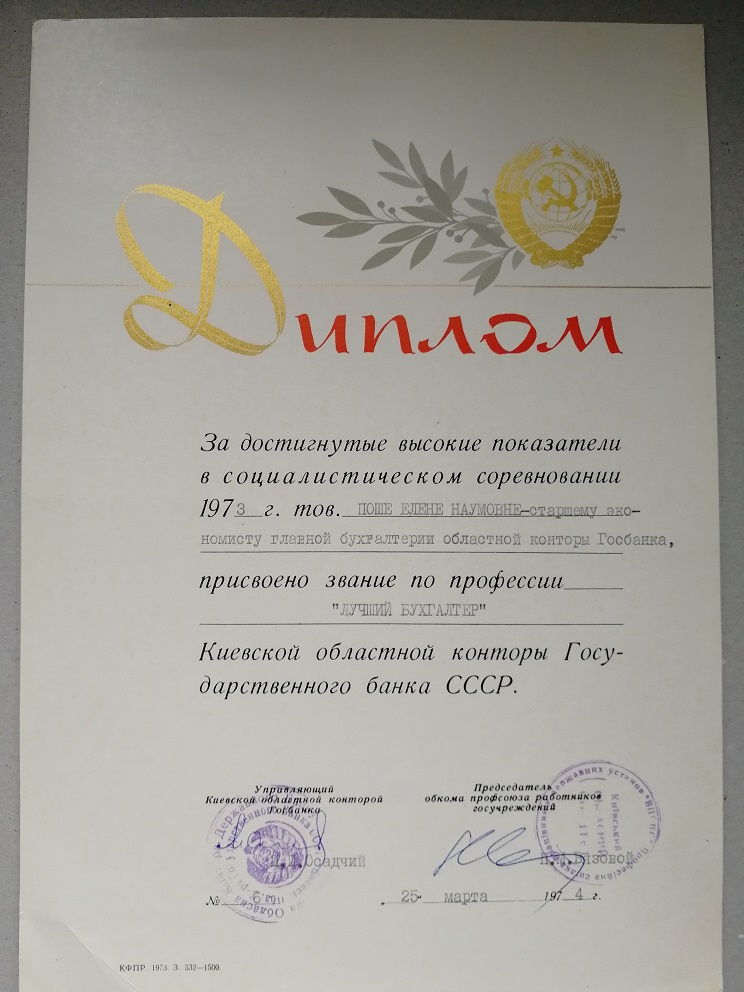 Диплом
За достигнутые высокие показатели
в социалистическом соревновании
1973 г. тов. ПОШЕ ЕЛЕНЕ НАУМОВНЕ-старшему эко-
номисту главной бухгалтерии областной конторы Госбанка,
присвоено звание по профессии
"ЛУЧШИЙ БУХГАЛТЕР"
Киевской областной конторы Госу-
дарственного банка СССР.
Управляющий
Киевской областной конторой
Госбанка
Осадчий
Председатель
обкома профсоюза работников
госучреждений
Вязовой
№ 6
"25" марта 1974 г.
КФПР. 1973. З. 532—1500.